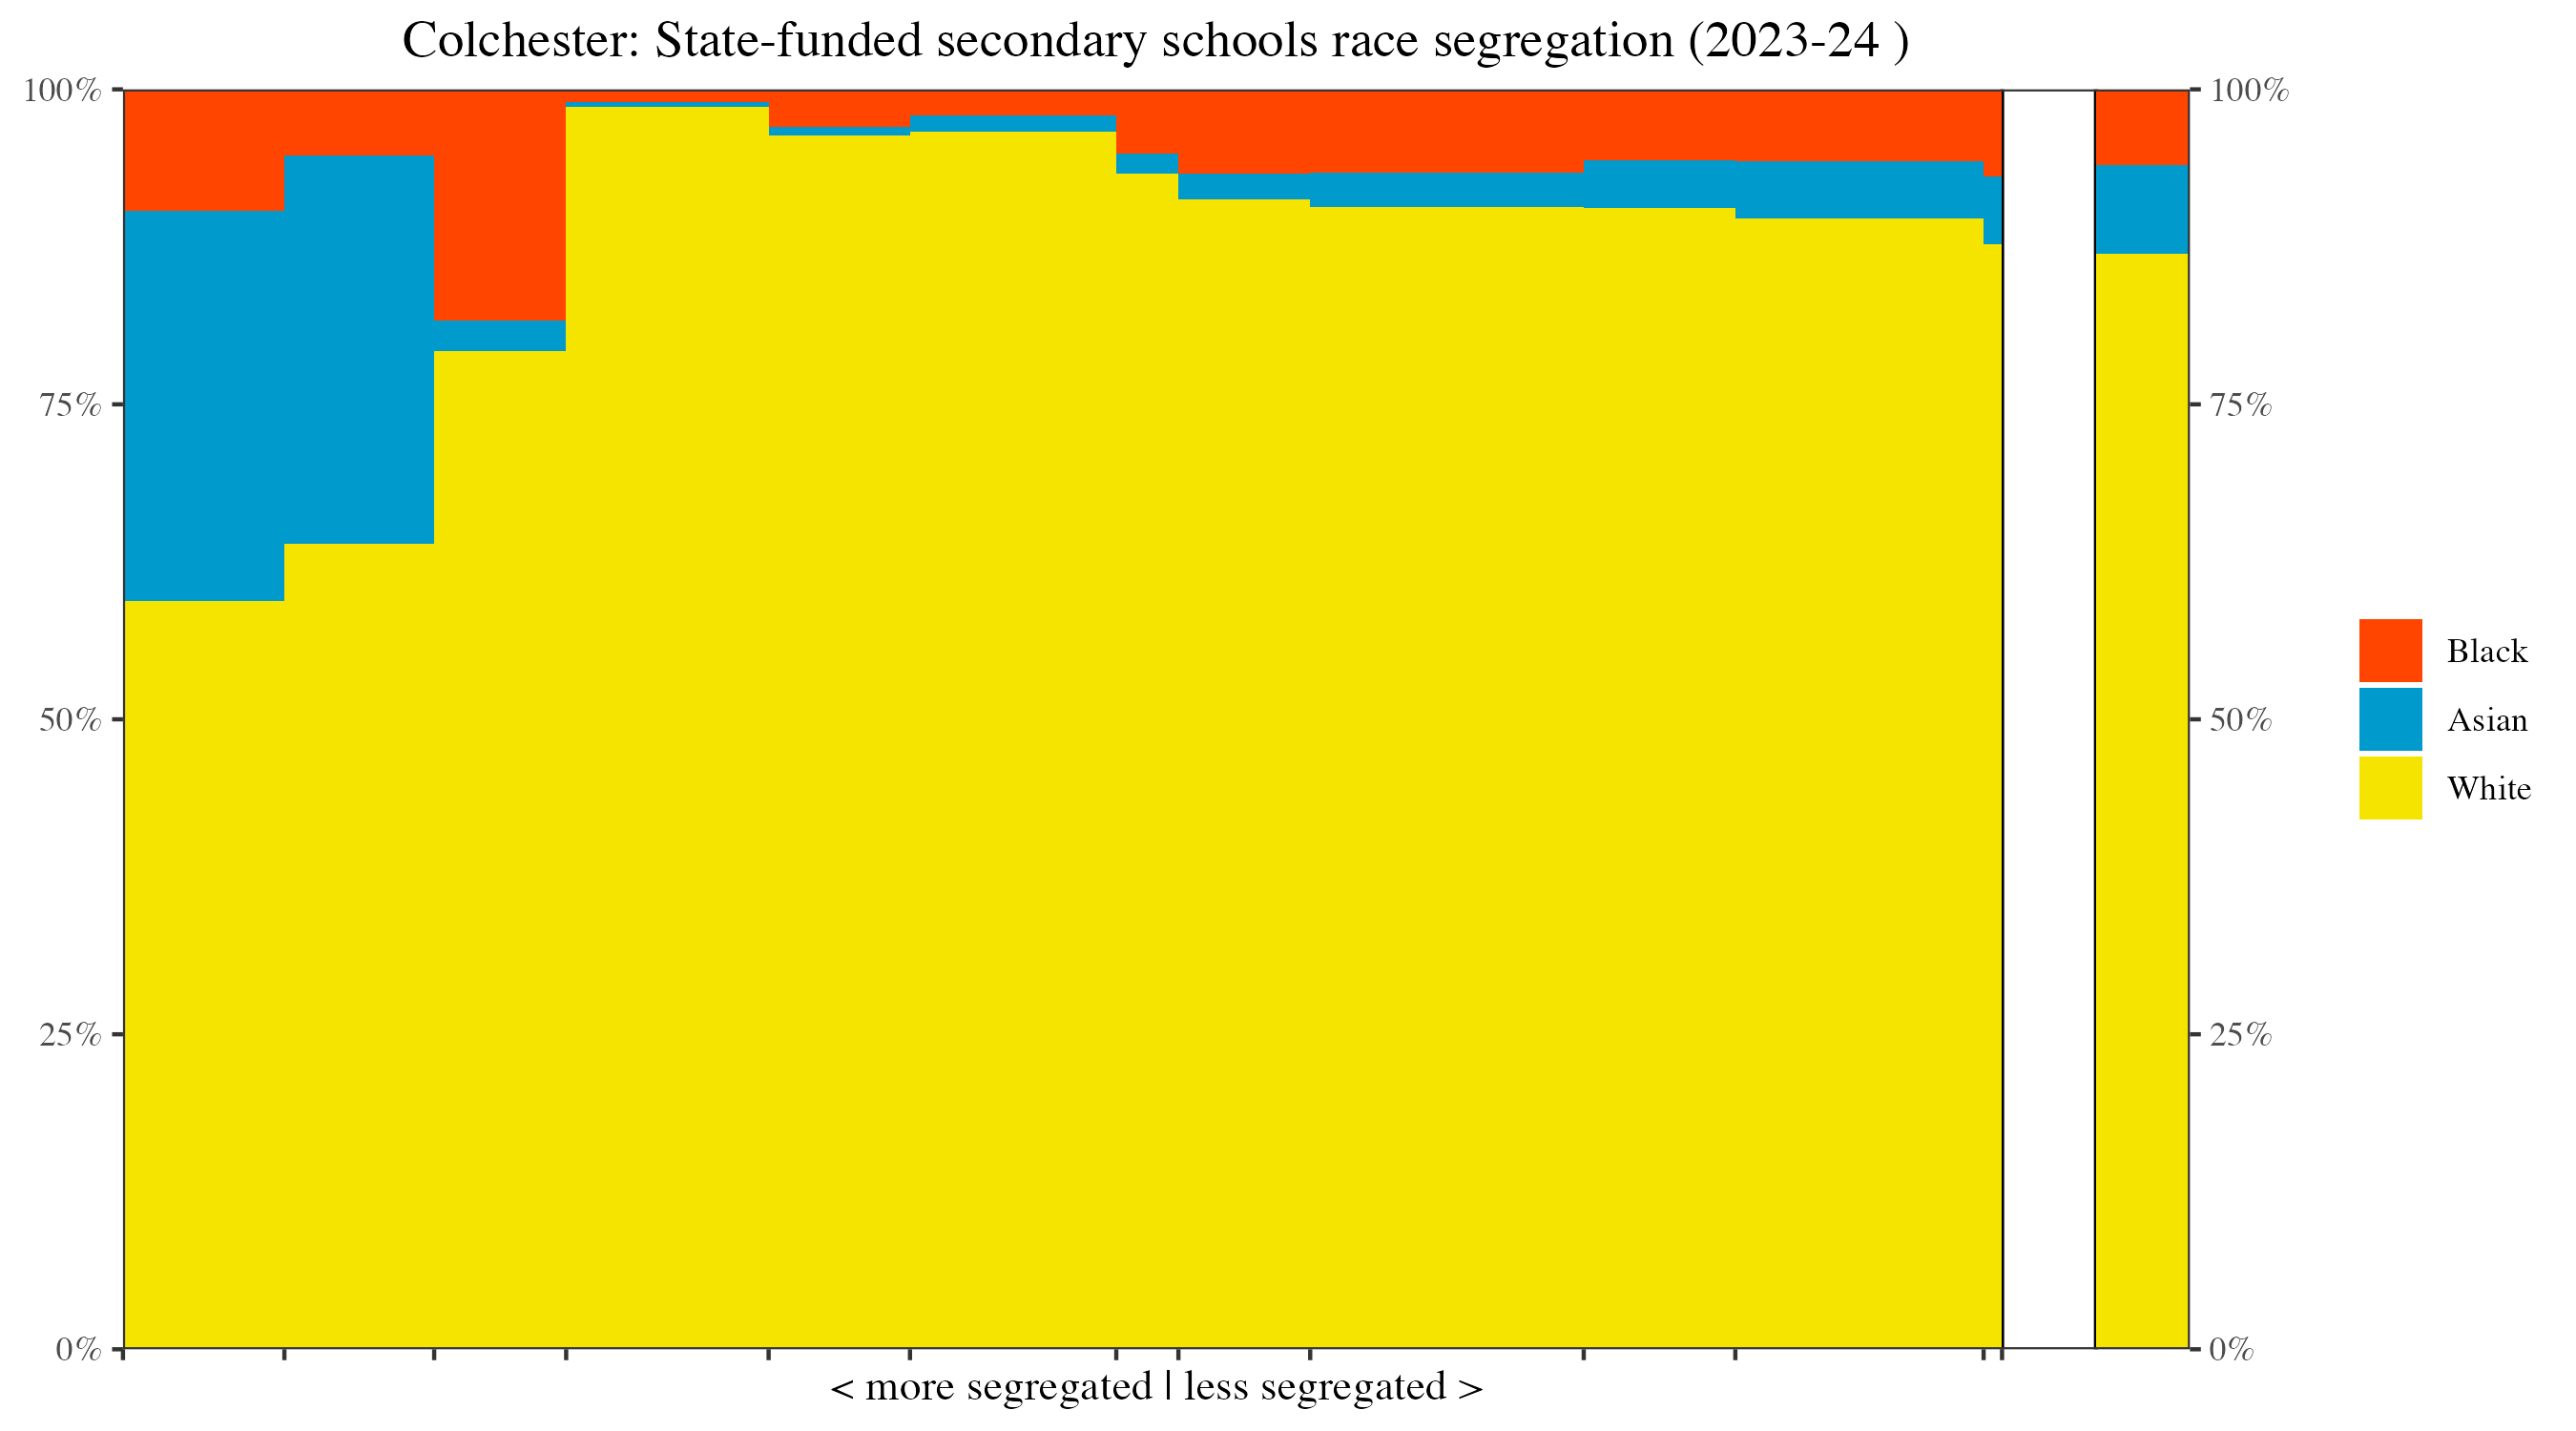 Colchester: State-funded secondary schools race segregation (2023-24 )
100%
75%
50%
25%
0%
100%
75%
50%
25%
0%
Black
Asian
White
< more segregated | less segregated >